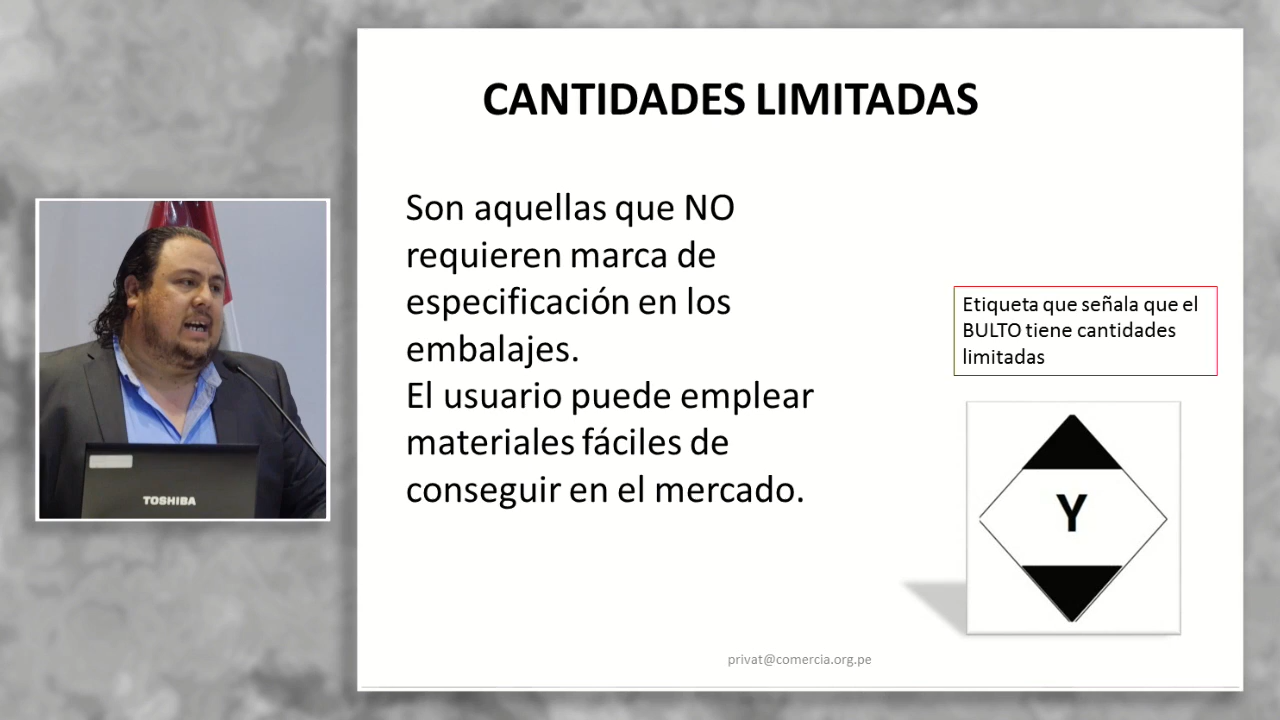 CANTIDADES LIMITADAS
Son aquellas que NO
requieren marca de
especificación en los
embalajes.
El usuario puede emplear
materiales fáciles de
conseguir en el mercado.
Etiqueta que señala que el
BULTO tiene cantidades
limitadas
Y
TOSHIBA
privat@comercia.org.pe